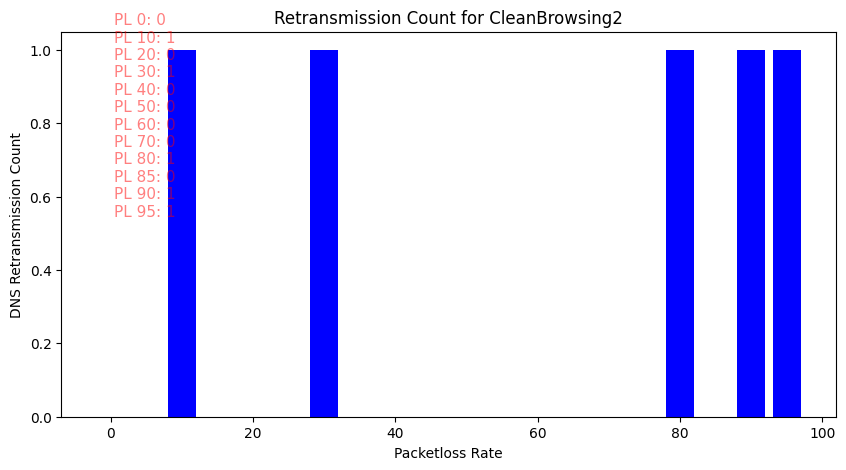 Retransmission Count for CleanBrowsing2
PL 0: 0
PL 10: 1
PL 20: 0
PL 30: 1
PL 40: 0
PL 50: 0
PL 60: 0
PL 70: 0
PL 80: 1
PL 85: 0
PL 90: 1
PL 95: 1
DNS Retransmission Count
1.0
0.8
0.6
0.4
0.2
0.0
0 20 40 60 80 100
Packetloss Rate